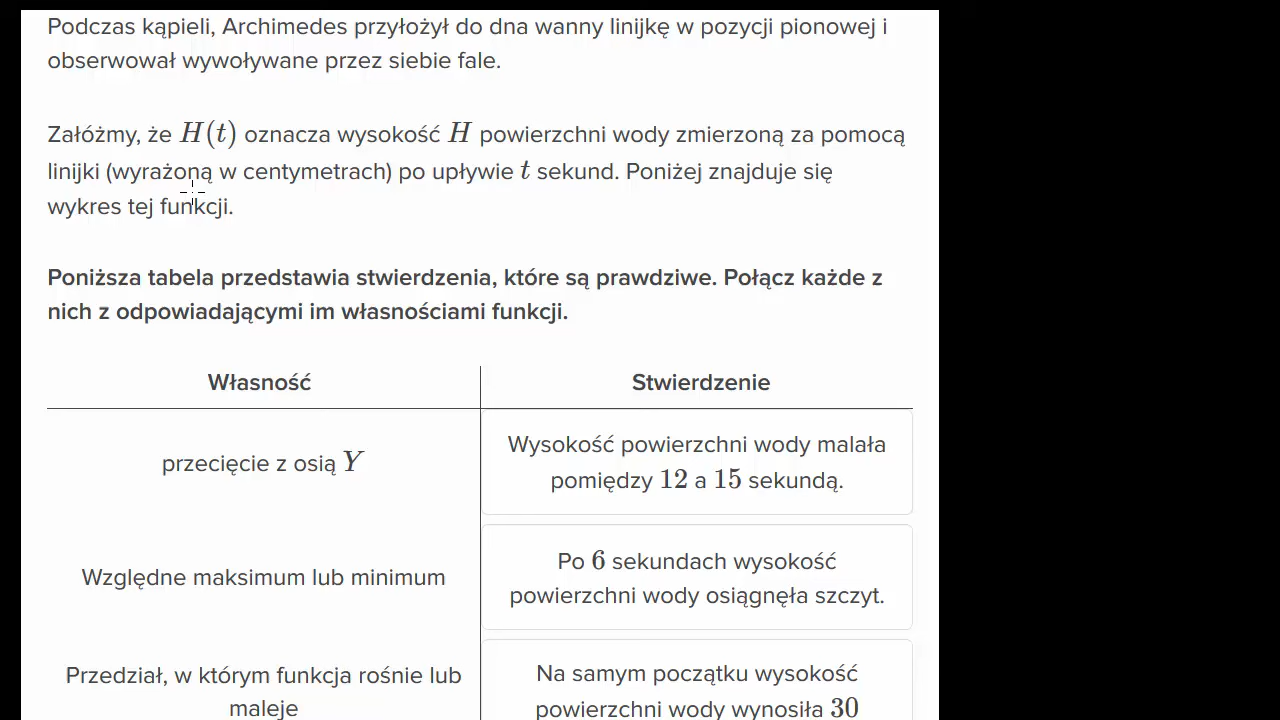 Podczas kąpieli, Archimedes przyłożył do dna wanny linijkę w pozycji pionowej i
obserwował wywoływane przez siebie fale.
Załóżmy, że H(t) oznacza wysokość H powierzchni wody zmierzoną za pomocą
linijki (wyrażoną w centymetrach) po upływie t sekund. Poniżej znajduje się
wykres tej funkcji.
Poniższa tabela przedstawia stwierdzenia, które są prawdziwe. Połącz każde z
nich z odpowiadającymi im własnościami funkcji.
Własność
Stwierdzenie
przecięcie z osią Y
Wysokość powierzchni wody malała
pomiędzy 12 a 15 sekundą.
Względne maksimum lub minimum
Po 6 sekundach wysokość
powierzchni wody osiągnęła szczyt.
Przedział, w którym funkcja rośnie lub
maleje
Na samym początku wysokość
powierzchni wody wynosiła 30